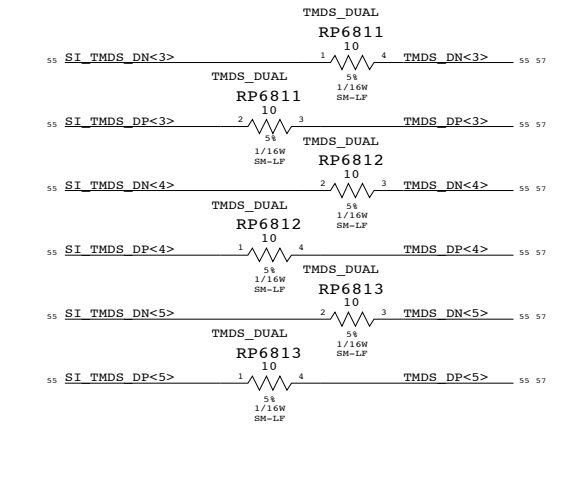 TMDS_DUAL
RP6811
10
1 4
55 SI_TMDS_DN<3> TMDS_DN<3> 55 57
5%
1/16W
SM-LF
TMDS_DUAL
RP6811
10
2 3
55 SI_TMDS_DP<3> TMDS_DP<3> 55 57
5%
1/16W
SM-LF
TMDS_DUAL
RP6812
10
2 3
55 SI_TMDS_DN<4> TMDS_DN<4> 55 57
5%
1/16W
SM-LF
TMDS_DUAL
RP6812
10
1 4
55 SI_TMDS_DP<4> TMDS_DP<4> 55 57
5%
1/16W
SM-LF
TMDS_DUAL
RP6813
10
2 3
55 SI_TMDS_DN<5> TMDS_DN<5> 55 57
5%
1/16W
SM-LF
TMDS_DUAL
RP6813
10
1 4
55 SI_TMDS_DP<5> TMDS_DP<5> 55 57
5%
1/16W
SM-LF